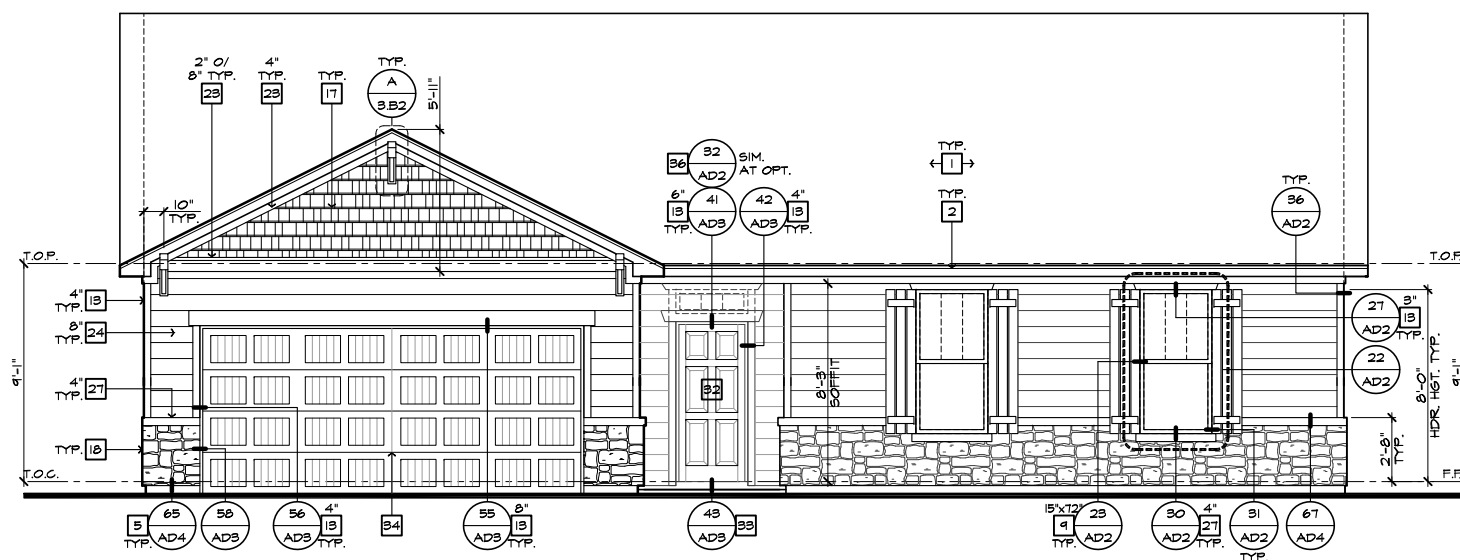 TYP.
A
3.B2
2" O/
8" TYP.
23
4"
TYP.
23
TYP.
17
5'-11"
10"
TYP.
36
32
AD2
SIM.
AT OPT.
6"
13
TYP.
41
AD3
42
AD3
4"
13
TYP.
TYP.
1
TYP.
2
TYP.
36
AD2
T.O.P.
T.O.P.
4"
TYP.
13
8"
TYP.
24
4"
TYP.
27
TYP.
18
9'-1"
32
8'-3"
SOFFIT
27
AD2
3"
13
TYP.
22
AD2
8'-0"
HDR. HGT. TYP.
9'-1"
2'-8"
TYP.
T.O.C.
F.F.
5
TYP.
65
AD4
58
AD3
56
AD3
4"
13
TYP.
34
55
AD3
8"
13
TYP.
43
AD3
33
15"x72"
9
TYP.
23
AD2
30
AD2
4"
27
TYP.
31
AD2
TYP.
67
AD4